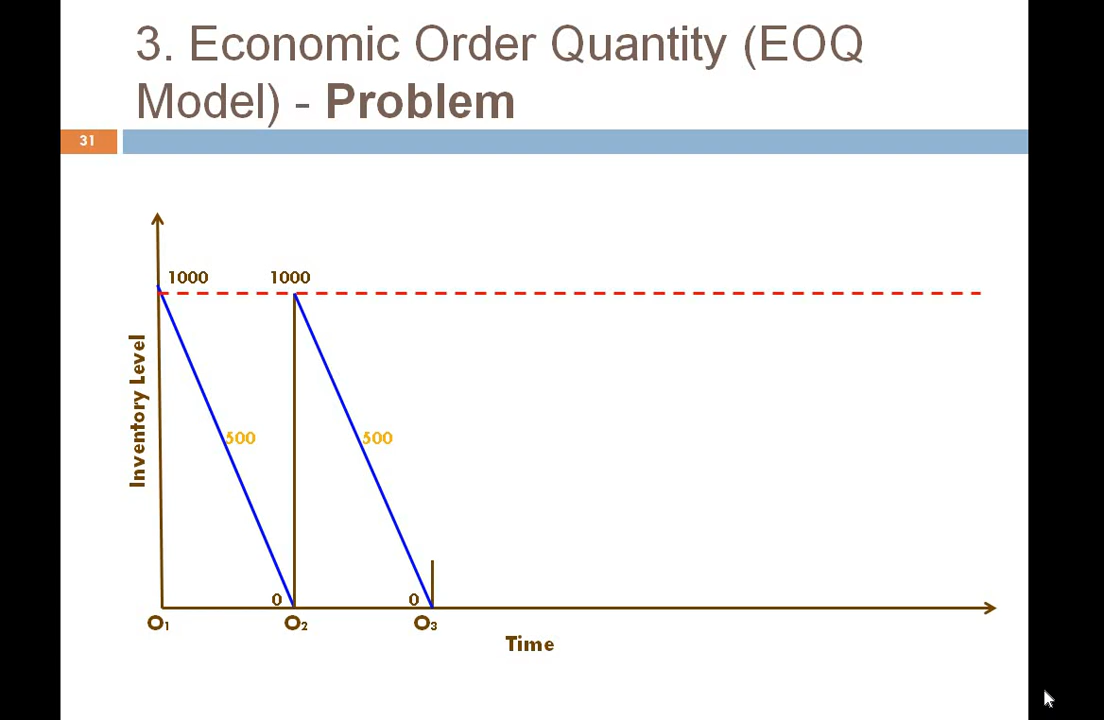 3. Economic Order Quantity (EOQ
Model) - Problem
31
1000
1000
Inventory Level
500
500
0
0
O₁
O₂
O₃
Time